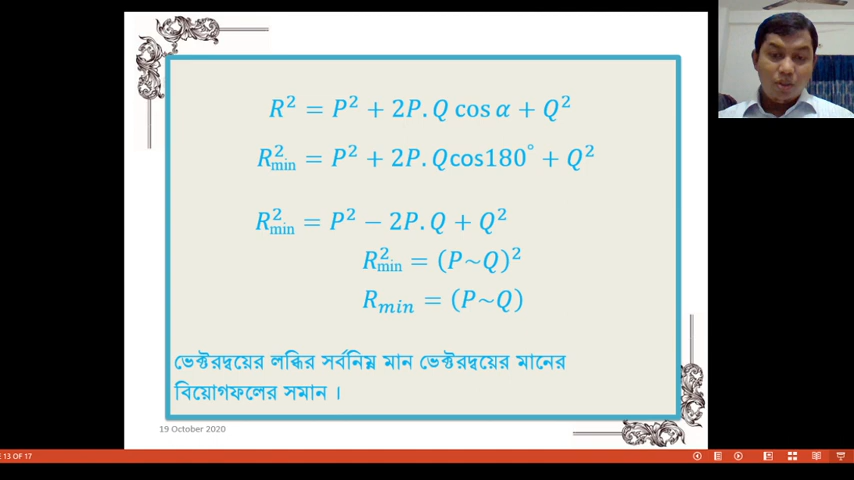 R² = P² + 2P.Q cos α + Q²
R²min = P² + 2P.Qcos180° + Q²
R²min = P² − 2P.Q + Q²
R²min = (P~Q)²
Rmin = (P~Q)
ভেক্টরদ্বয়ের লব্ধির সর্বনিম্ন মান ভেক্টরদ্বয়ের মানের
বিয়োগফলের সমান ।
19 October 2020
13 OF 17